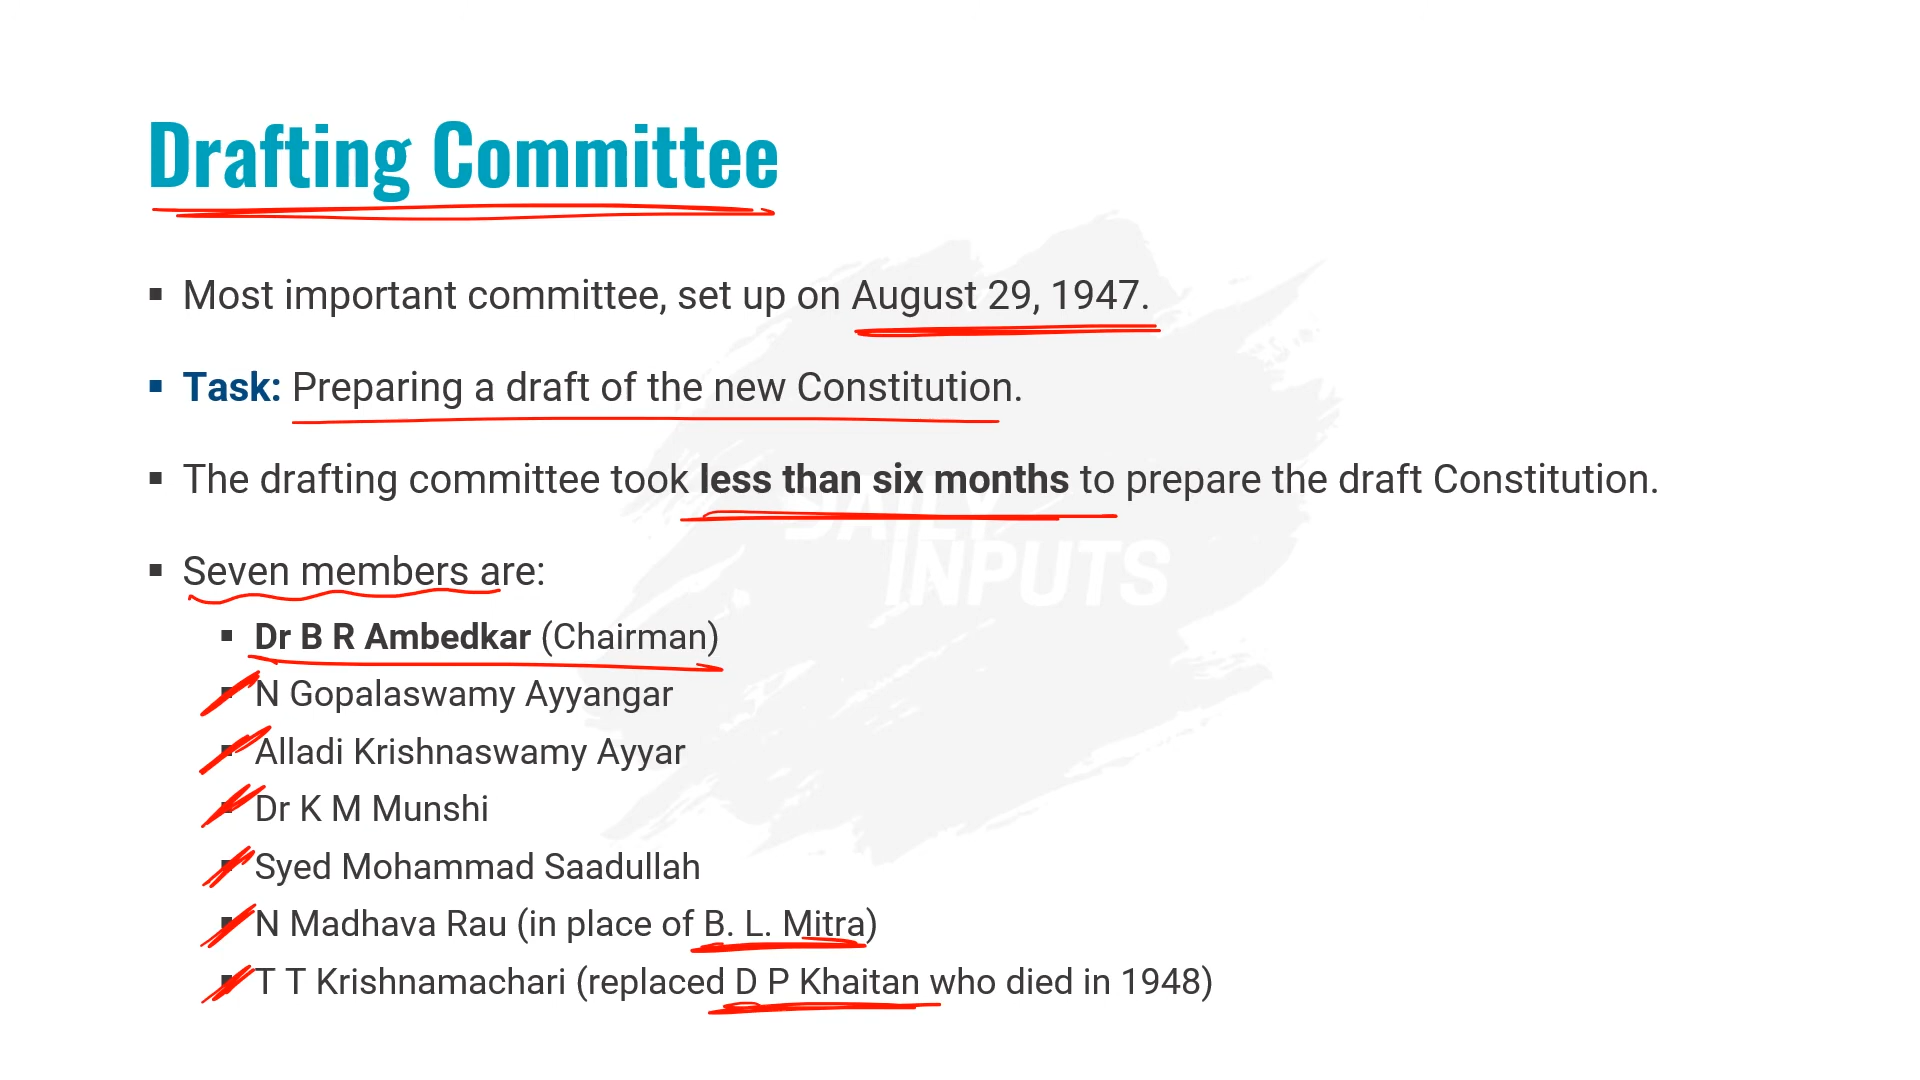 Drafting Committee
Most important committee, set up on August 29, 1947.
Task: Preparing a draft of the new Constitution.
The drafting committee took less than six months to prepare the draft Constitution.
DAILY
INPUTS
Seven members are:
Dr B R Ambedkar (Chairman)
N Gopalaswamy Ayyangar
Alladi Krishnaswamy Ayyar
Dr K M Munshi
Syed Mohammad Saadullah
N Madhava Rau (in place of B. L. Mitra)
T T Krishnamachari (replaced D P Khaitan who died in 1948)